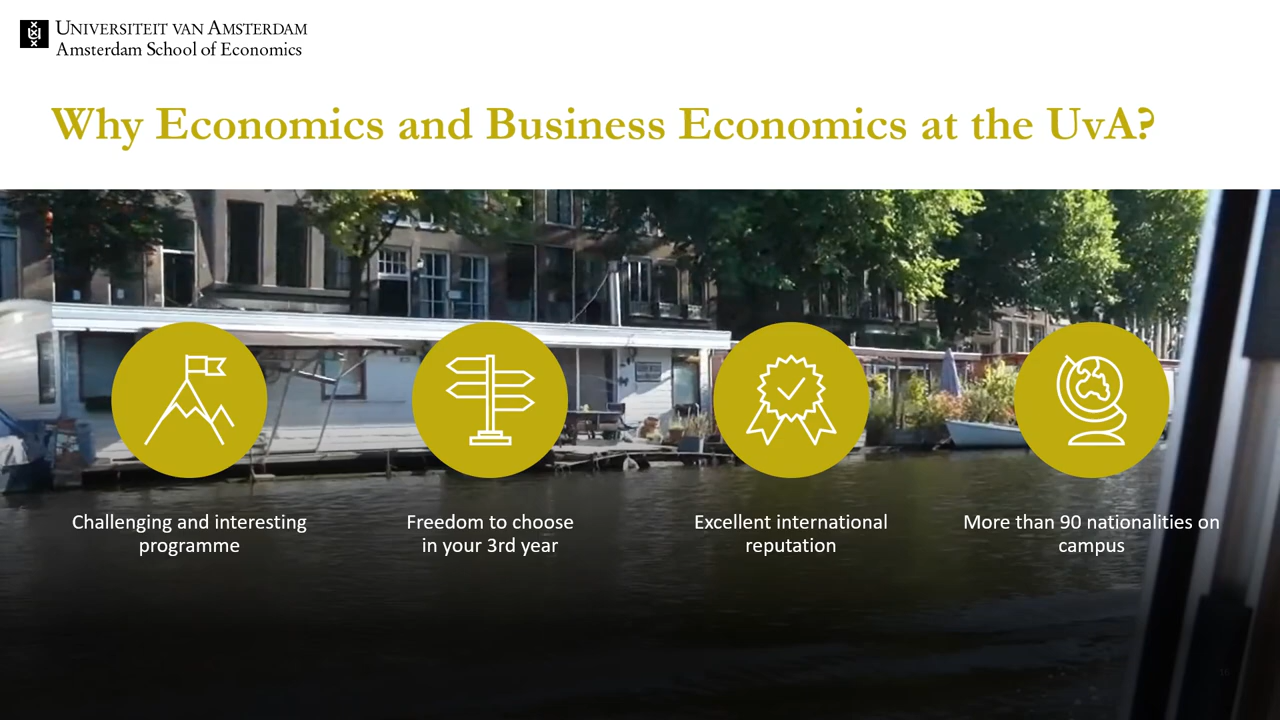 UNIVERSITEIT VAN AMSTERDAM
Amsterdam School of Economics
Why Economics and Business Economics at the UvA?
Challenging and interesting
programme
Freedom to choose
in your 3rd year
Excellent international
reputation
More than 90 nationalities on
campus